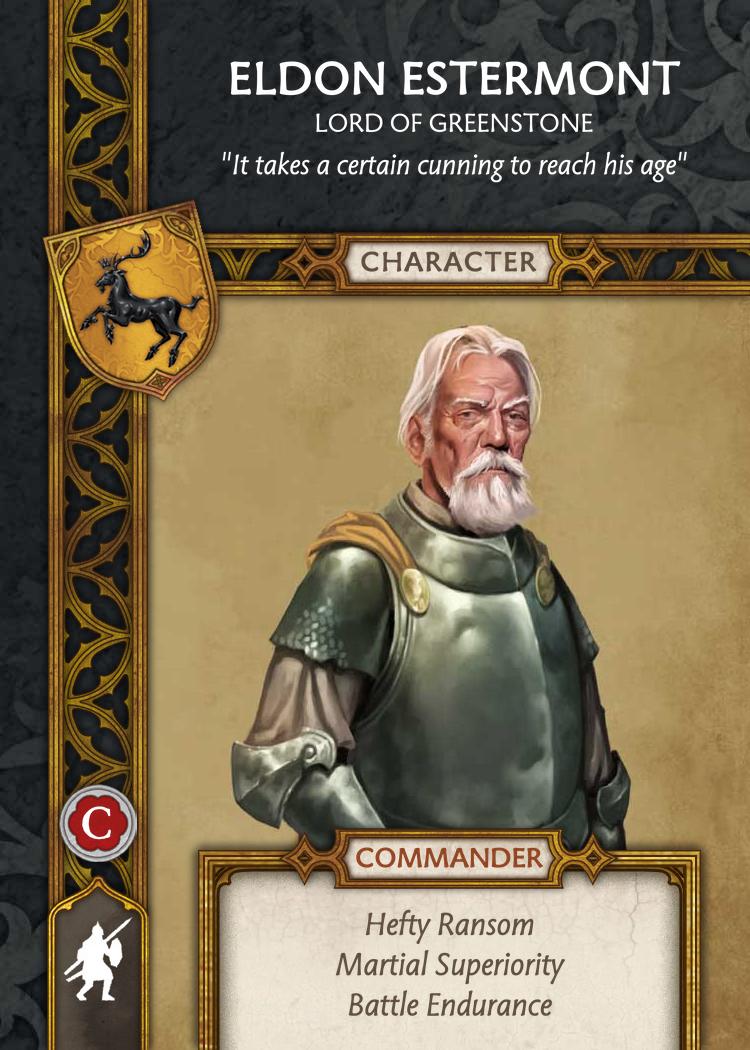 ELDON ESTERMONT
LORD OF GREENSTONE
"It takes a certain cunning to reach his age"
CHARACTER
C
COMMANDER
Hefty Ransom
Martial Superiority
Battle Endurance